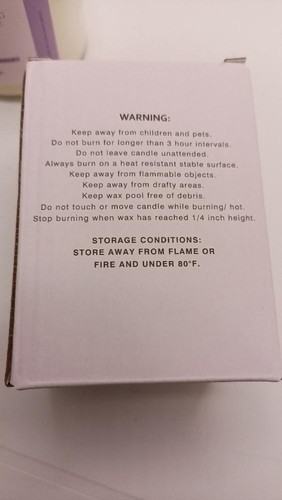 WARNING:
Keep away from children and pets.
Do not burn for longer than 3 hour intervals.
Do not leave candle unattended.
Always burn on a heat resistant stable surface.
Keep away from flammable objects.
Keep away from drafty areas.
Keep wax pool free of debris.
Do not touch or move candle while burning/ hot.
Stop burning when wax has reached 1/4 inch height.
STORAGE CONDITIONS:
STORE AWAY FROM FLAME OR
FIRE AND UNDER 80°F.